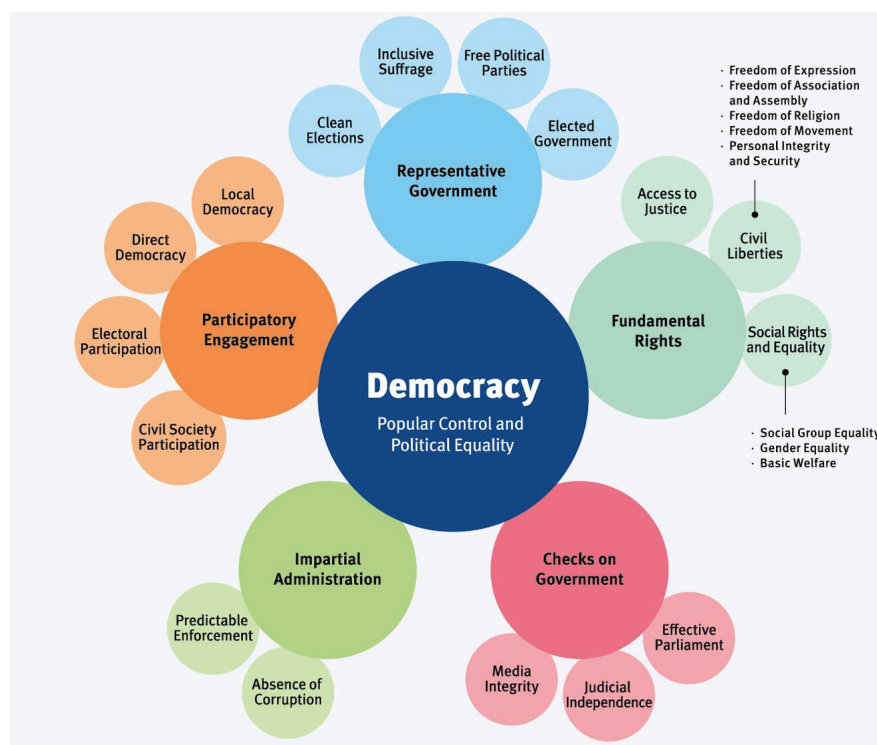 Democracy
Popular Control and
Political Equality
Representative
Government
Clean
Elections
Inclusive
Suffrage
Free Political
Parties
Elected
Government
Fundamental
Rights
Access to
Justice
Civil
Liberties
· Freedom of Expression
· Freedom of Association
and Assembly
· Freedom of Religion
· Freedom of Movement
· Personal Integrity
and Security
Social Rights
and Equality
· Social Group Equality
· Gender Equality
· Basic Welfare
Checks on
Government
Effective
Parliament
Judicial
Independence
Media
Integrity
Impartial
Administration
Absence of
Corruption
Predictable
Enforcement
Participatory
Engagement
Civil Society
Participation
Electoral
Participation
Direct
Democracy
Local
Democracy